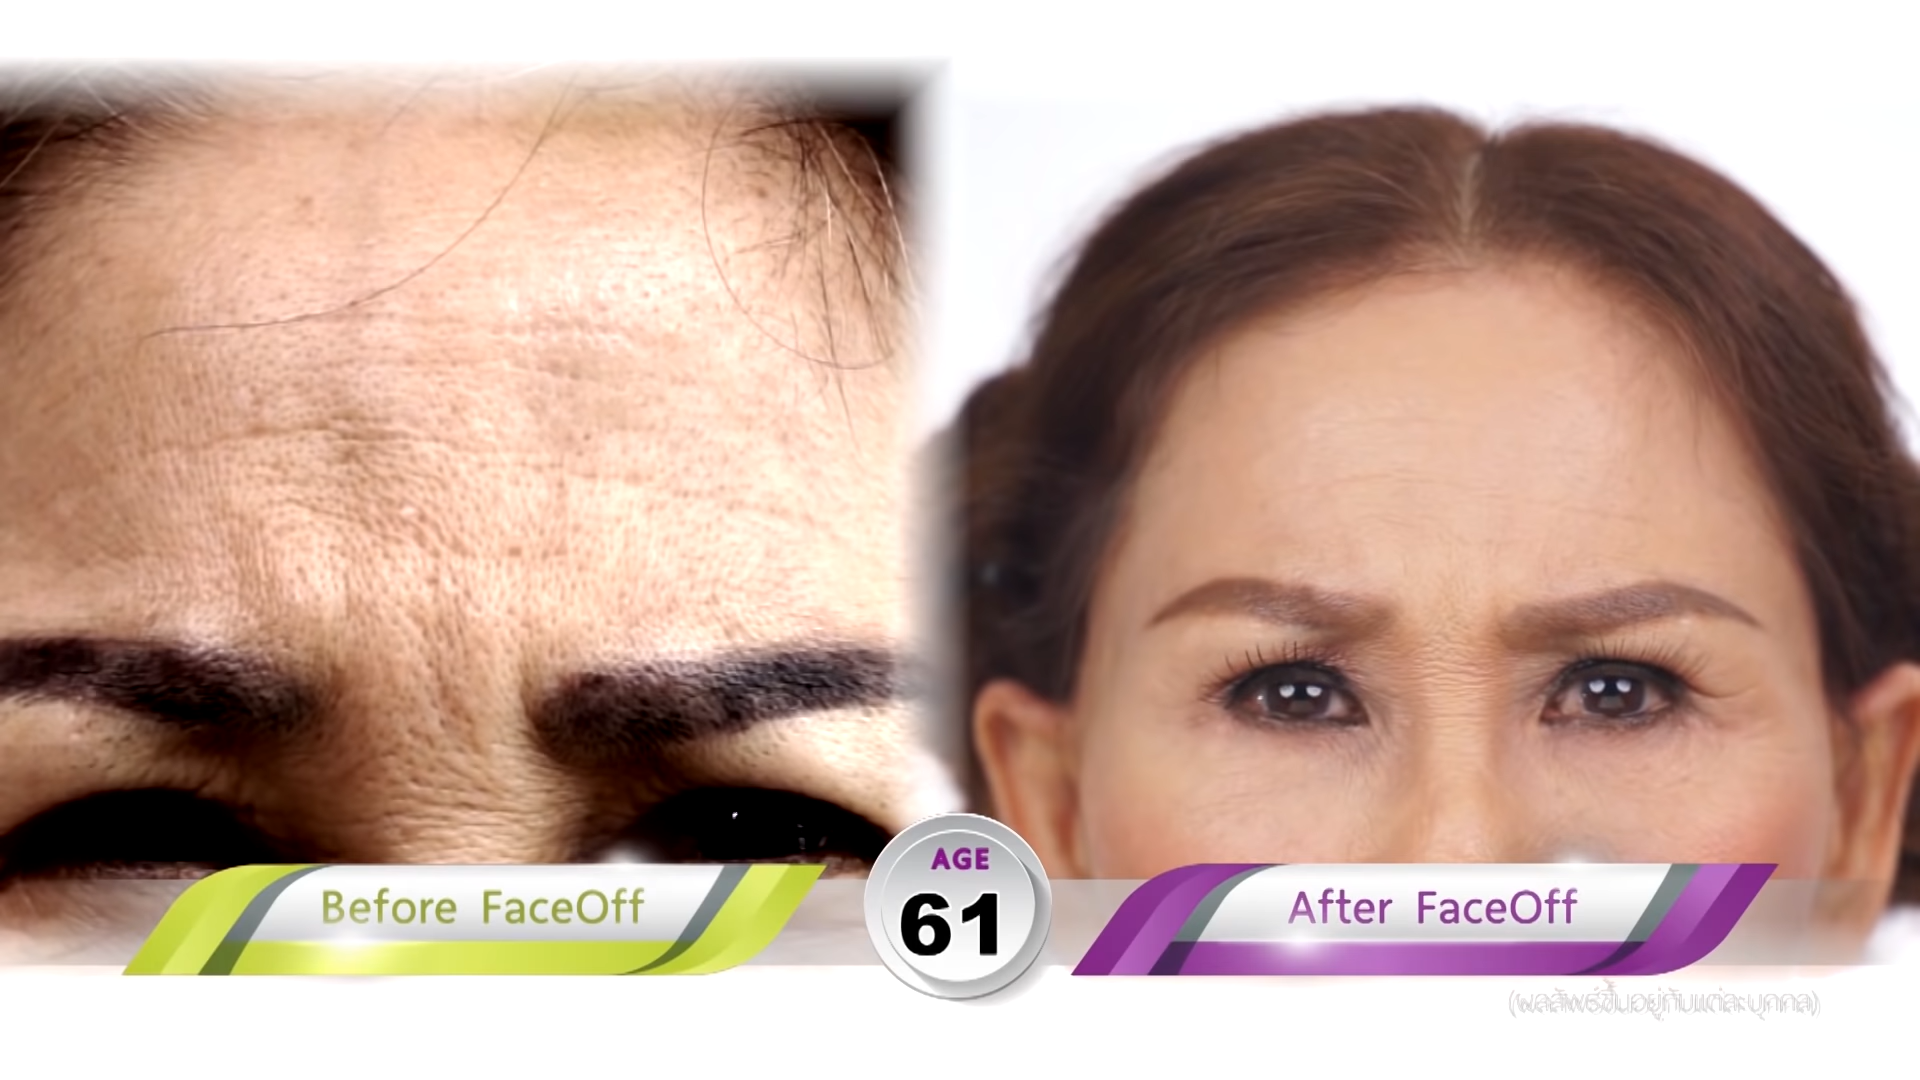 Before FaceOff
AGE
61
After FaceOff
(ผลลัพธ์ขึ้นอยู่กับแต่ละบุคคล)